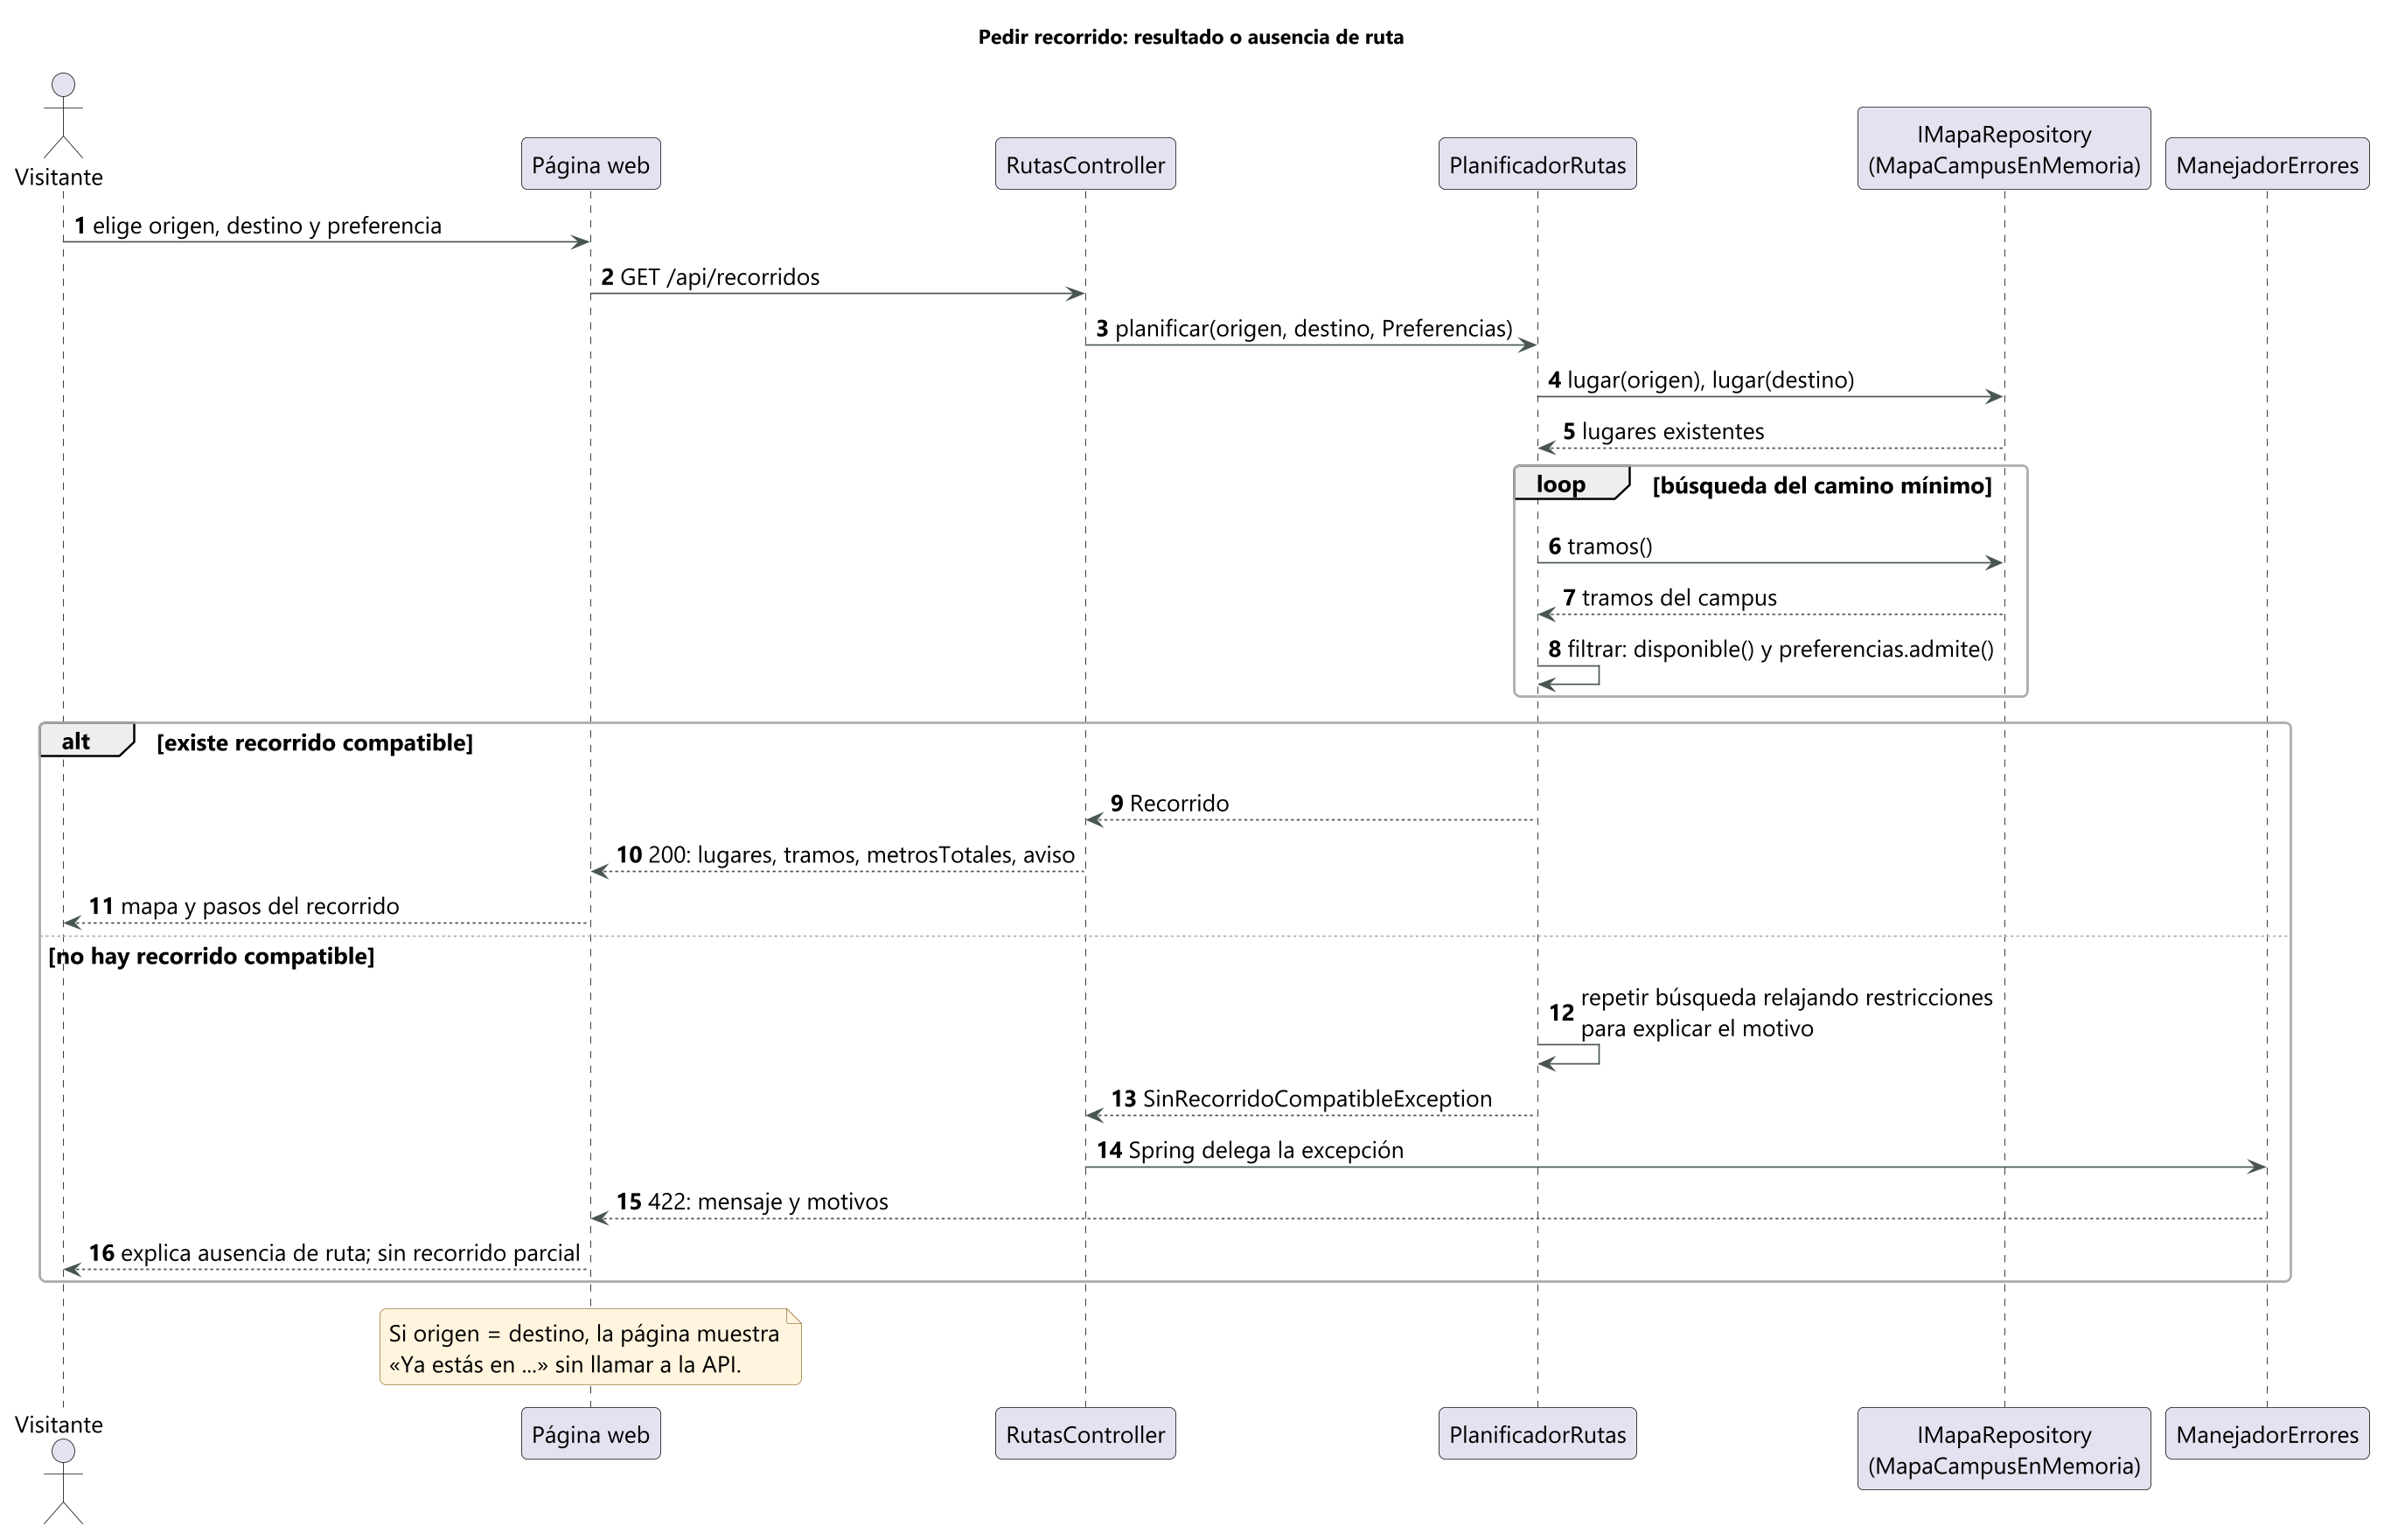 Pedir recorrido: resultado o ausencia de ruta
Visitante
Página web
RutasController
PlanificadorRutas
IMapaRepository
(MapaCampusEnMemoria)
ManejadorErrores
1 elige origen, destino y preferencia
2 GET /api/recorridos
3 planificar(origen, destino, Preferencias)
4 lugar(origen), lugar(destino)
5 lugares existentes
loop [búsqueda del camino mínimo]
6 tramos()
7 tramos del campus
8 filtrar: disponible() y preferencias.admite()
alt [existe recorrido compatible]
9 Recorrido
10 200: lugares, tramos, metrosTotales, aviso
11 mapa y pasos del recorrido
[no hay recorrido compatible]
12 repetir búsqueda relajando restricciones
para explicar el motivo
13 SinRecorridoCompatibleException
14 Spring delega la excepción
15 422: mensaje y motivos
16 explica ausencia de ruta; sin recorrido parcial
Si origen = destino, la página muestra
«Ya estás en ...» sin llamar a la API.
Visitante
Página web
RutasController
PlanificadorRutas
IMapaRepository
(MapaCampusEnMemoria)
ManejadorErrores